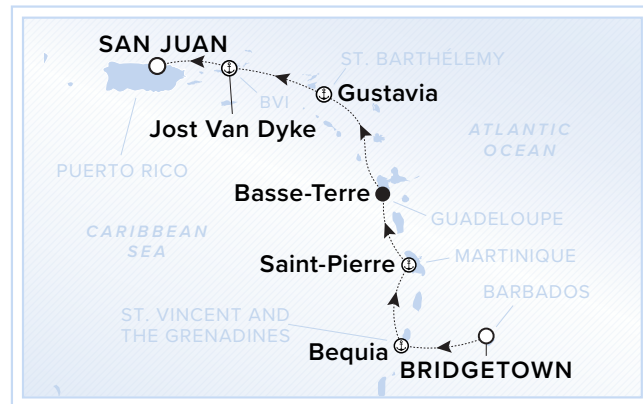 SAN JUAN
ST. BARTHÉLEMY
Gustavia
BVI
Jost Van Dyke
ATLANTIC
OCEAN
PUERTO RICO
Basse-Terre
GUADELOUPE
CARIBBEAN
SEA
Saint-Pierre
MARTINIQUE
BARBADOS
ST. VINCENT AND
THE GRENADINES
Bequia
BRIDGETOWN